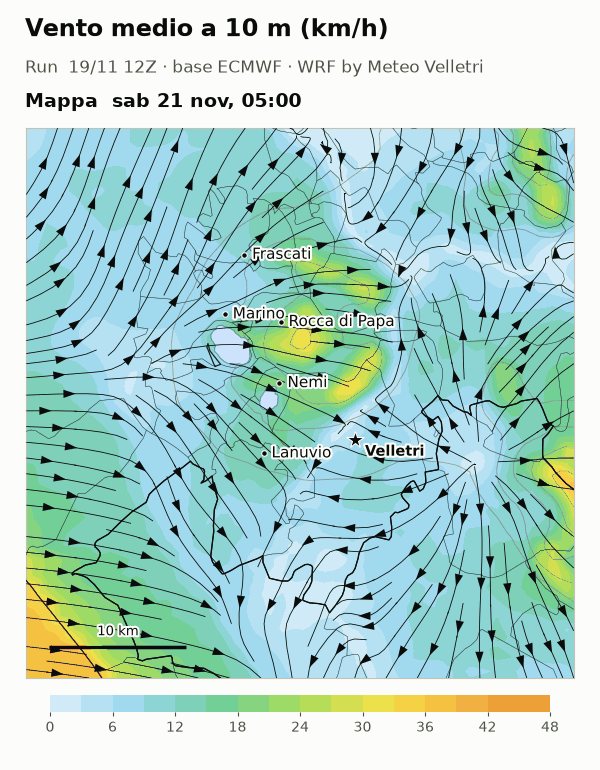 Vento medio a 10 m (km/h)
Run  19/11 12Z · base ECMWF · WRF by Meteo Velletri
Mappa  sab 21 nov, 05:00
Frascati
Marino
Rocca di Papa
Nemi
Velletri
Lanuvio
10 km
0 6 12 18 24 30 36 42 48